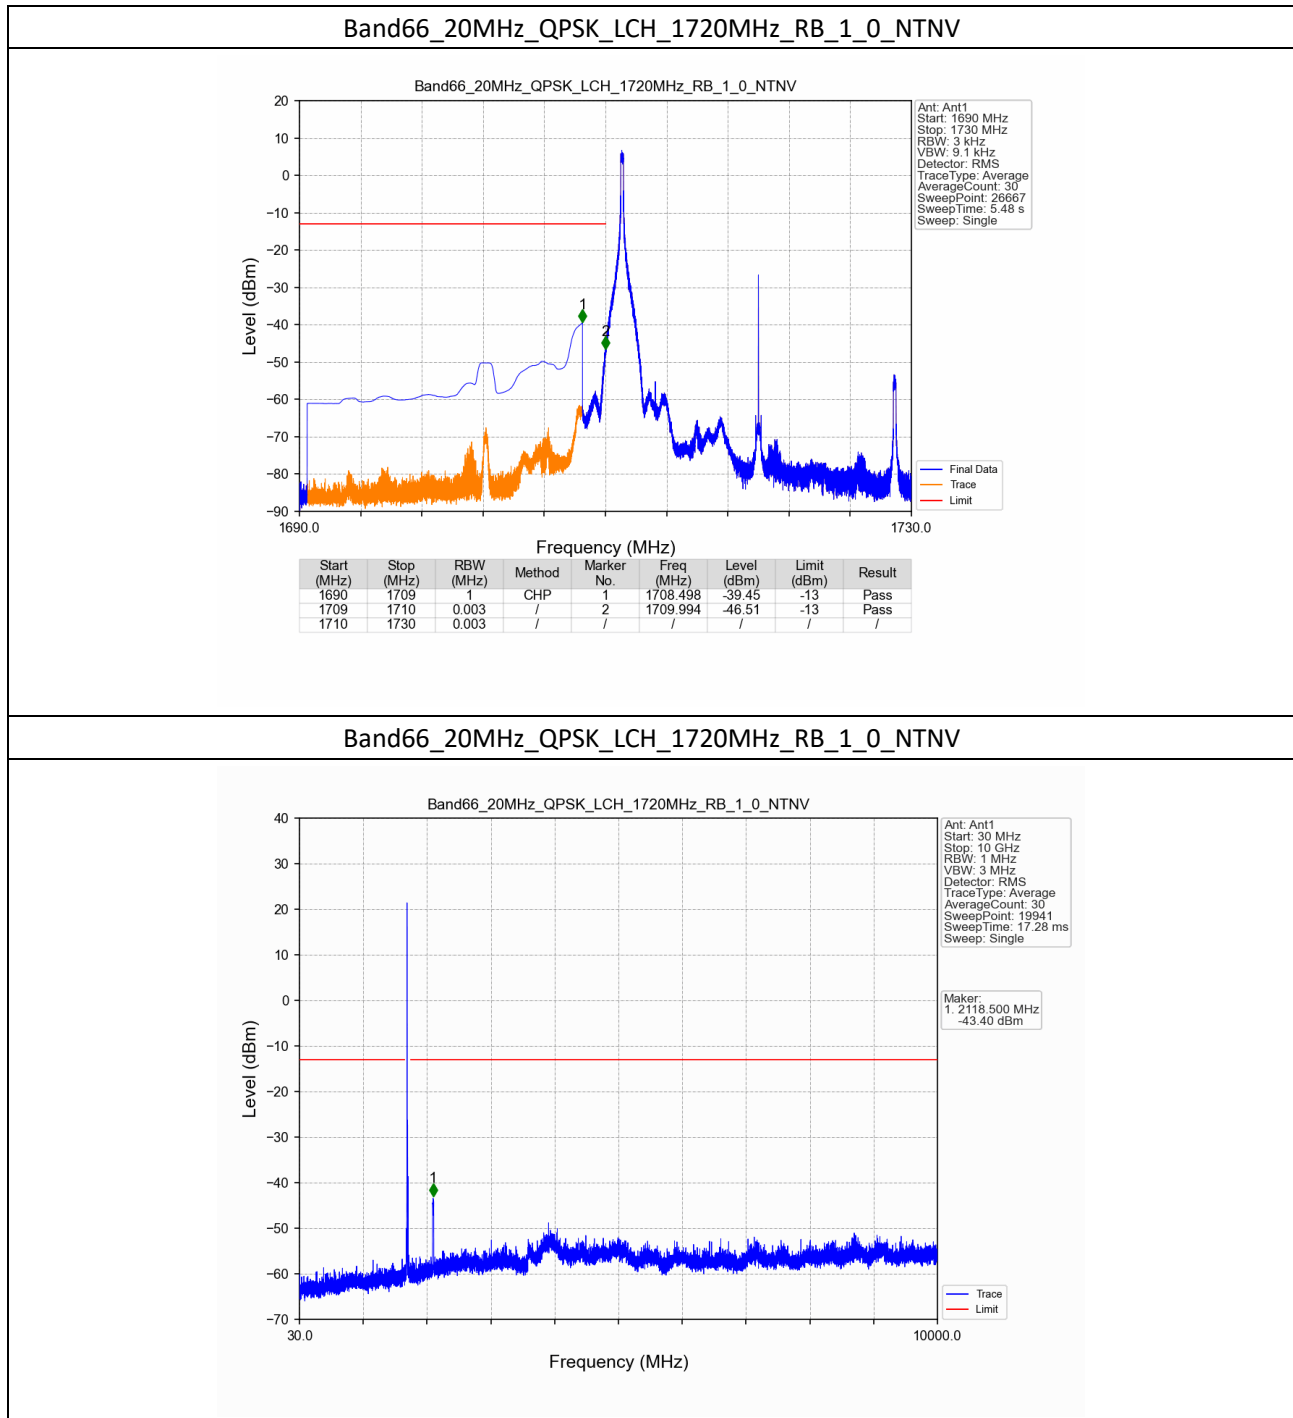 Band66_20MHz_QPSK_LCH_1720MHz_RB_1_0_NTNV
Band66_20MHz_QPSK_LCH_1720MHz_RB_1_0_NTNV
20
10
0
−10
−20
−30
−40
−50
−60
−70
−80
−90
Level (dBm)
1
2
Ant: Ant1
Start: 1690 MHz
Stop: 1730 MHz
RBW: 3 kHz
VBW: 9.1 kHz
Detector: RMS
TraceType: Average
AverageCount: 30
SweepPoint: 26667
SweepTime: 5.48 s
Sweep: Single
Final Data
Trace
Limit
1690.0 1730.0
Frequency (MHz)
Start (MHz) Stop (MHz) RBW (MHz) Method Marker No. Freq (MHz) Level (dBm) Limit (dBm) Result
1690 1709 1 CHP 1 1708.498 -39.45 -13 Pass
1709 1710 0.003 / 2 1709.994 -46.51 -13 Pass
1710 1730 0.003 / / / / / /
Band66_20MHz_QPSK_LCH_1720MHz_RB_1_0_NTNV
Band66_20MHz_QPSK_LCH_1720MHz_RB_1_0_NTNV
40
30
20
10
0
−10
−20
−30
−40
−50
−60
−70
Level (dBm)
1
Ant: Ant1
Start: 30 MHz
Stop: 10 GHz
RBW: 1 MHz
VBW: 3 MHz
Detector: RMS
TraceType: Average
AverageCount: 30
SweepPoint: 19941
SweepTime: 17.28 ms
Sweep: Single
Maker:
1. 2118.500 MHz
-43.40 dBm
Trace
Limit
30.0 10000.0
Frequency (MHz)